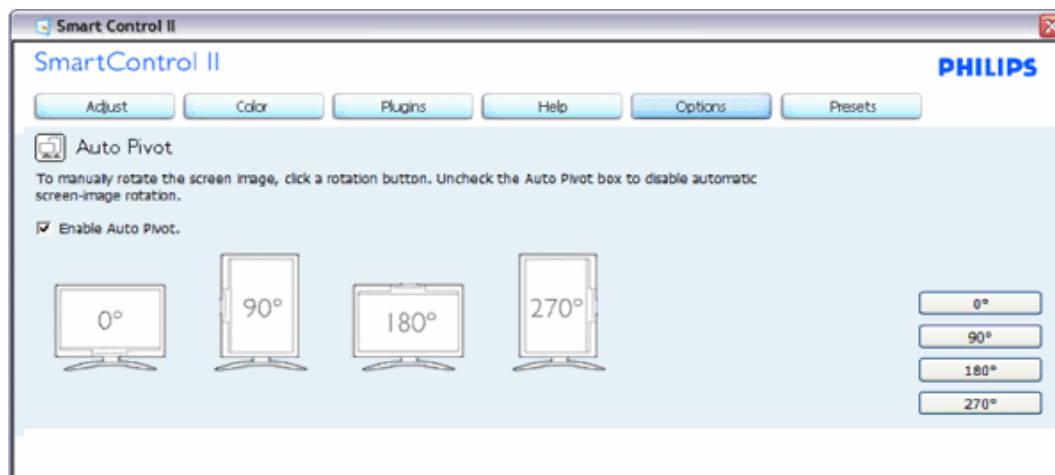 Smart Control II
SmartControl II
PHILIPS
Adjust Color Plugins Help Options Presets
Auto Pivot
To manually rotate the screen image, click a rotation button. Uncheck the Auto Pivot box to disable automatic
screen-image rotation.
Enable Auto Pivot.
0° 90° 180° 270°
0°
90°
180°
270°